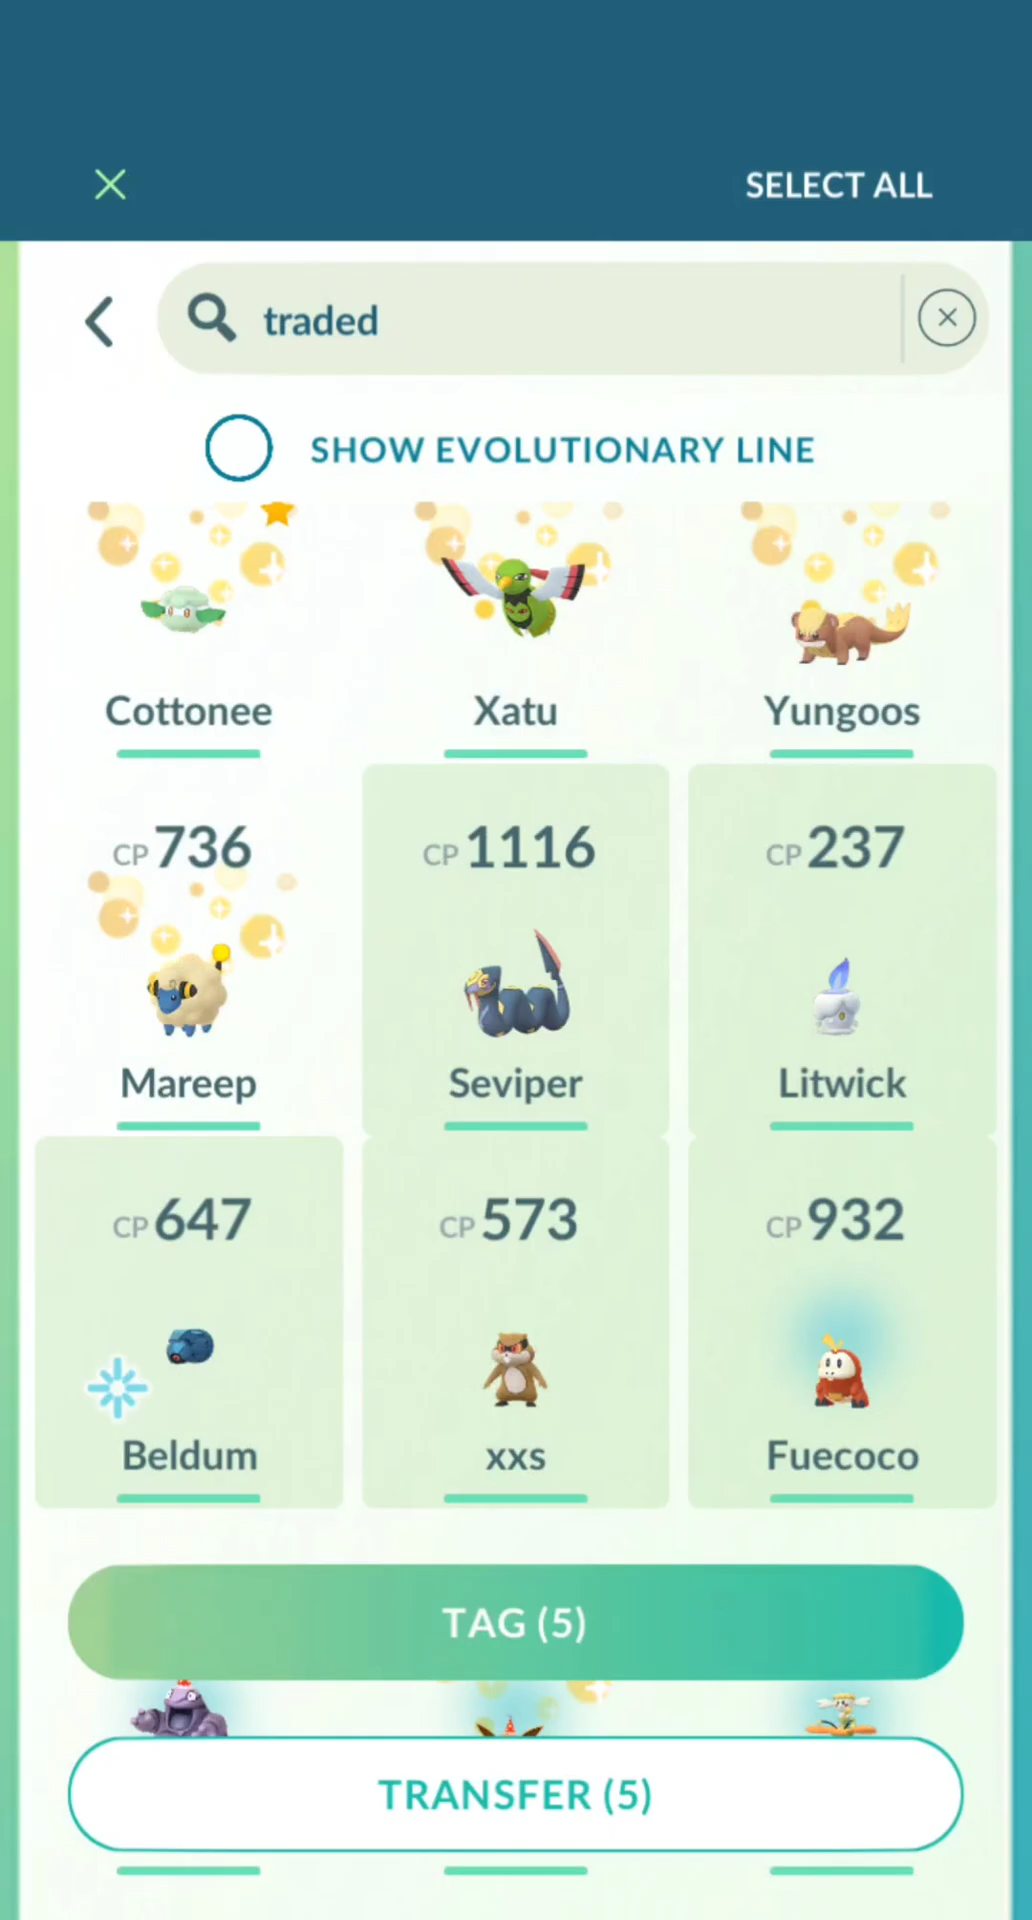 SELECT ALL
traded
SHOW EVOLUTIONARY LINE
Cottonee
Xatu
Yungoos
CP 736
CP 1116
CP 237
Mareep
Seviper
Litwick
CP 647
CP 573
CP 932
Beldum
xxs
Fuecoco
TAG (5)
TRANSFER (5)